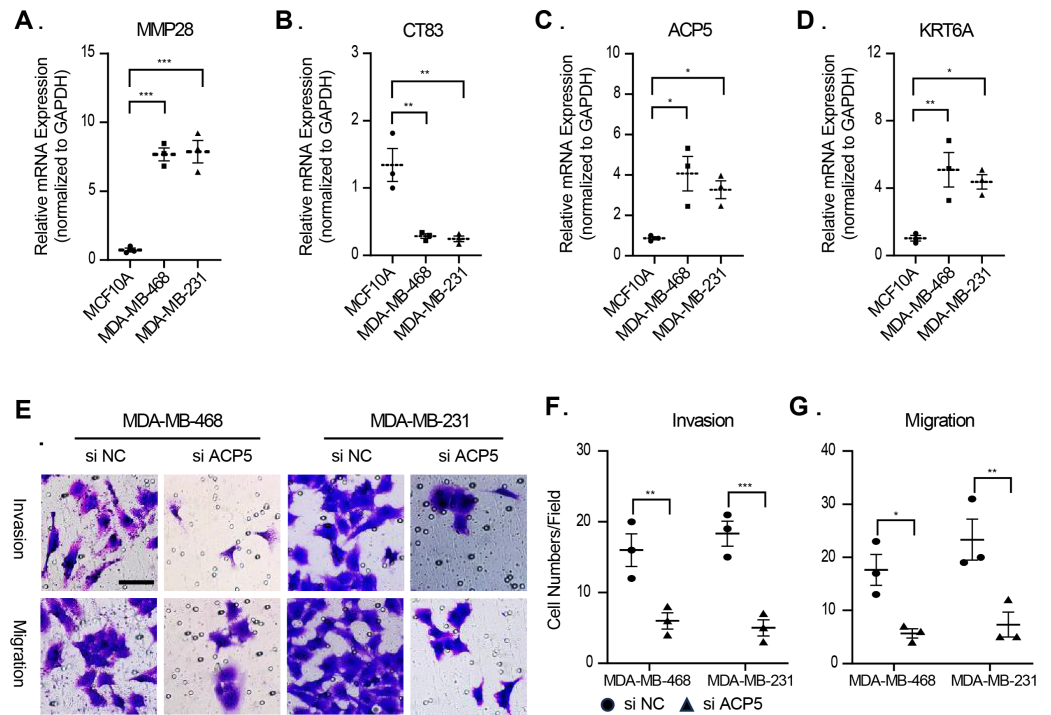 A .
MMP28
Relative mRNA Expression
(normalized to GAPDH)
15
10
5
0
***
***
MCF10A
MDA-MB-468
MDA-MB-231
B .
CT83
Relative mRNA Expression
(normalized to GAPDH)
3
2
1
0
**
**
MCF10A
MDA-MB-468
MDA-MB-231
C .
ACP5
Relative mRNA Expression
(normalized to GAPDH)
10
8
6
4
2
0
*
*
MCF10A
MDA-MB-468
MDA-MB-231
D .
KRT6A
Relative mRNA Expression
(normalized to GAPDH)
12
8
4
0
*
**
MCF10A
MDA-MB-468
MDA-MB-231
E
.
MDA-MB-468 MDA-MB-231
si NC si ACP5 si NC si ACP5
Invasion
Migration
F .
Invasion
Cell Numbers/Field
30
20
10
0
**
***
MDA-MB-468 MDA-MB-231
G .
Migration
40
30
20
10
0
*
**
MDA-MB-468 MDA-MB-231
si NC si ACP5